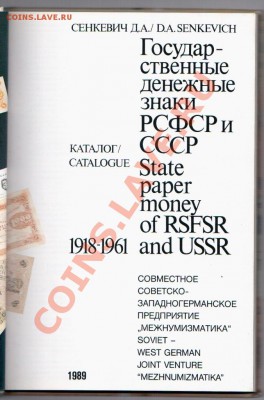 COINS.LAVE.RU
СЕНКЕВИЧ Д.А./ D.A. SENKEVICH
Государ-
ственные
денежные
знаки
РСФСР и
КАТАЛОГ/ СССР
CATALOGUE State
paper
money
of RSFSR
1918·1961 and USSR
СОВМЕСТНОЕ
СОВЕТСКО-
ЗАПАДНОГЕРМАНСКОЕ
ПРЕДПРИЯТИЕ
"МЕЖНУМИЗМАТИКА"
SOVIET –
WEST GERMAN
JOINT VENTURE
1989 "MEZHNUMIZMATIKA"
COINS.LAVE.RU